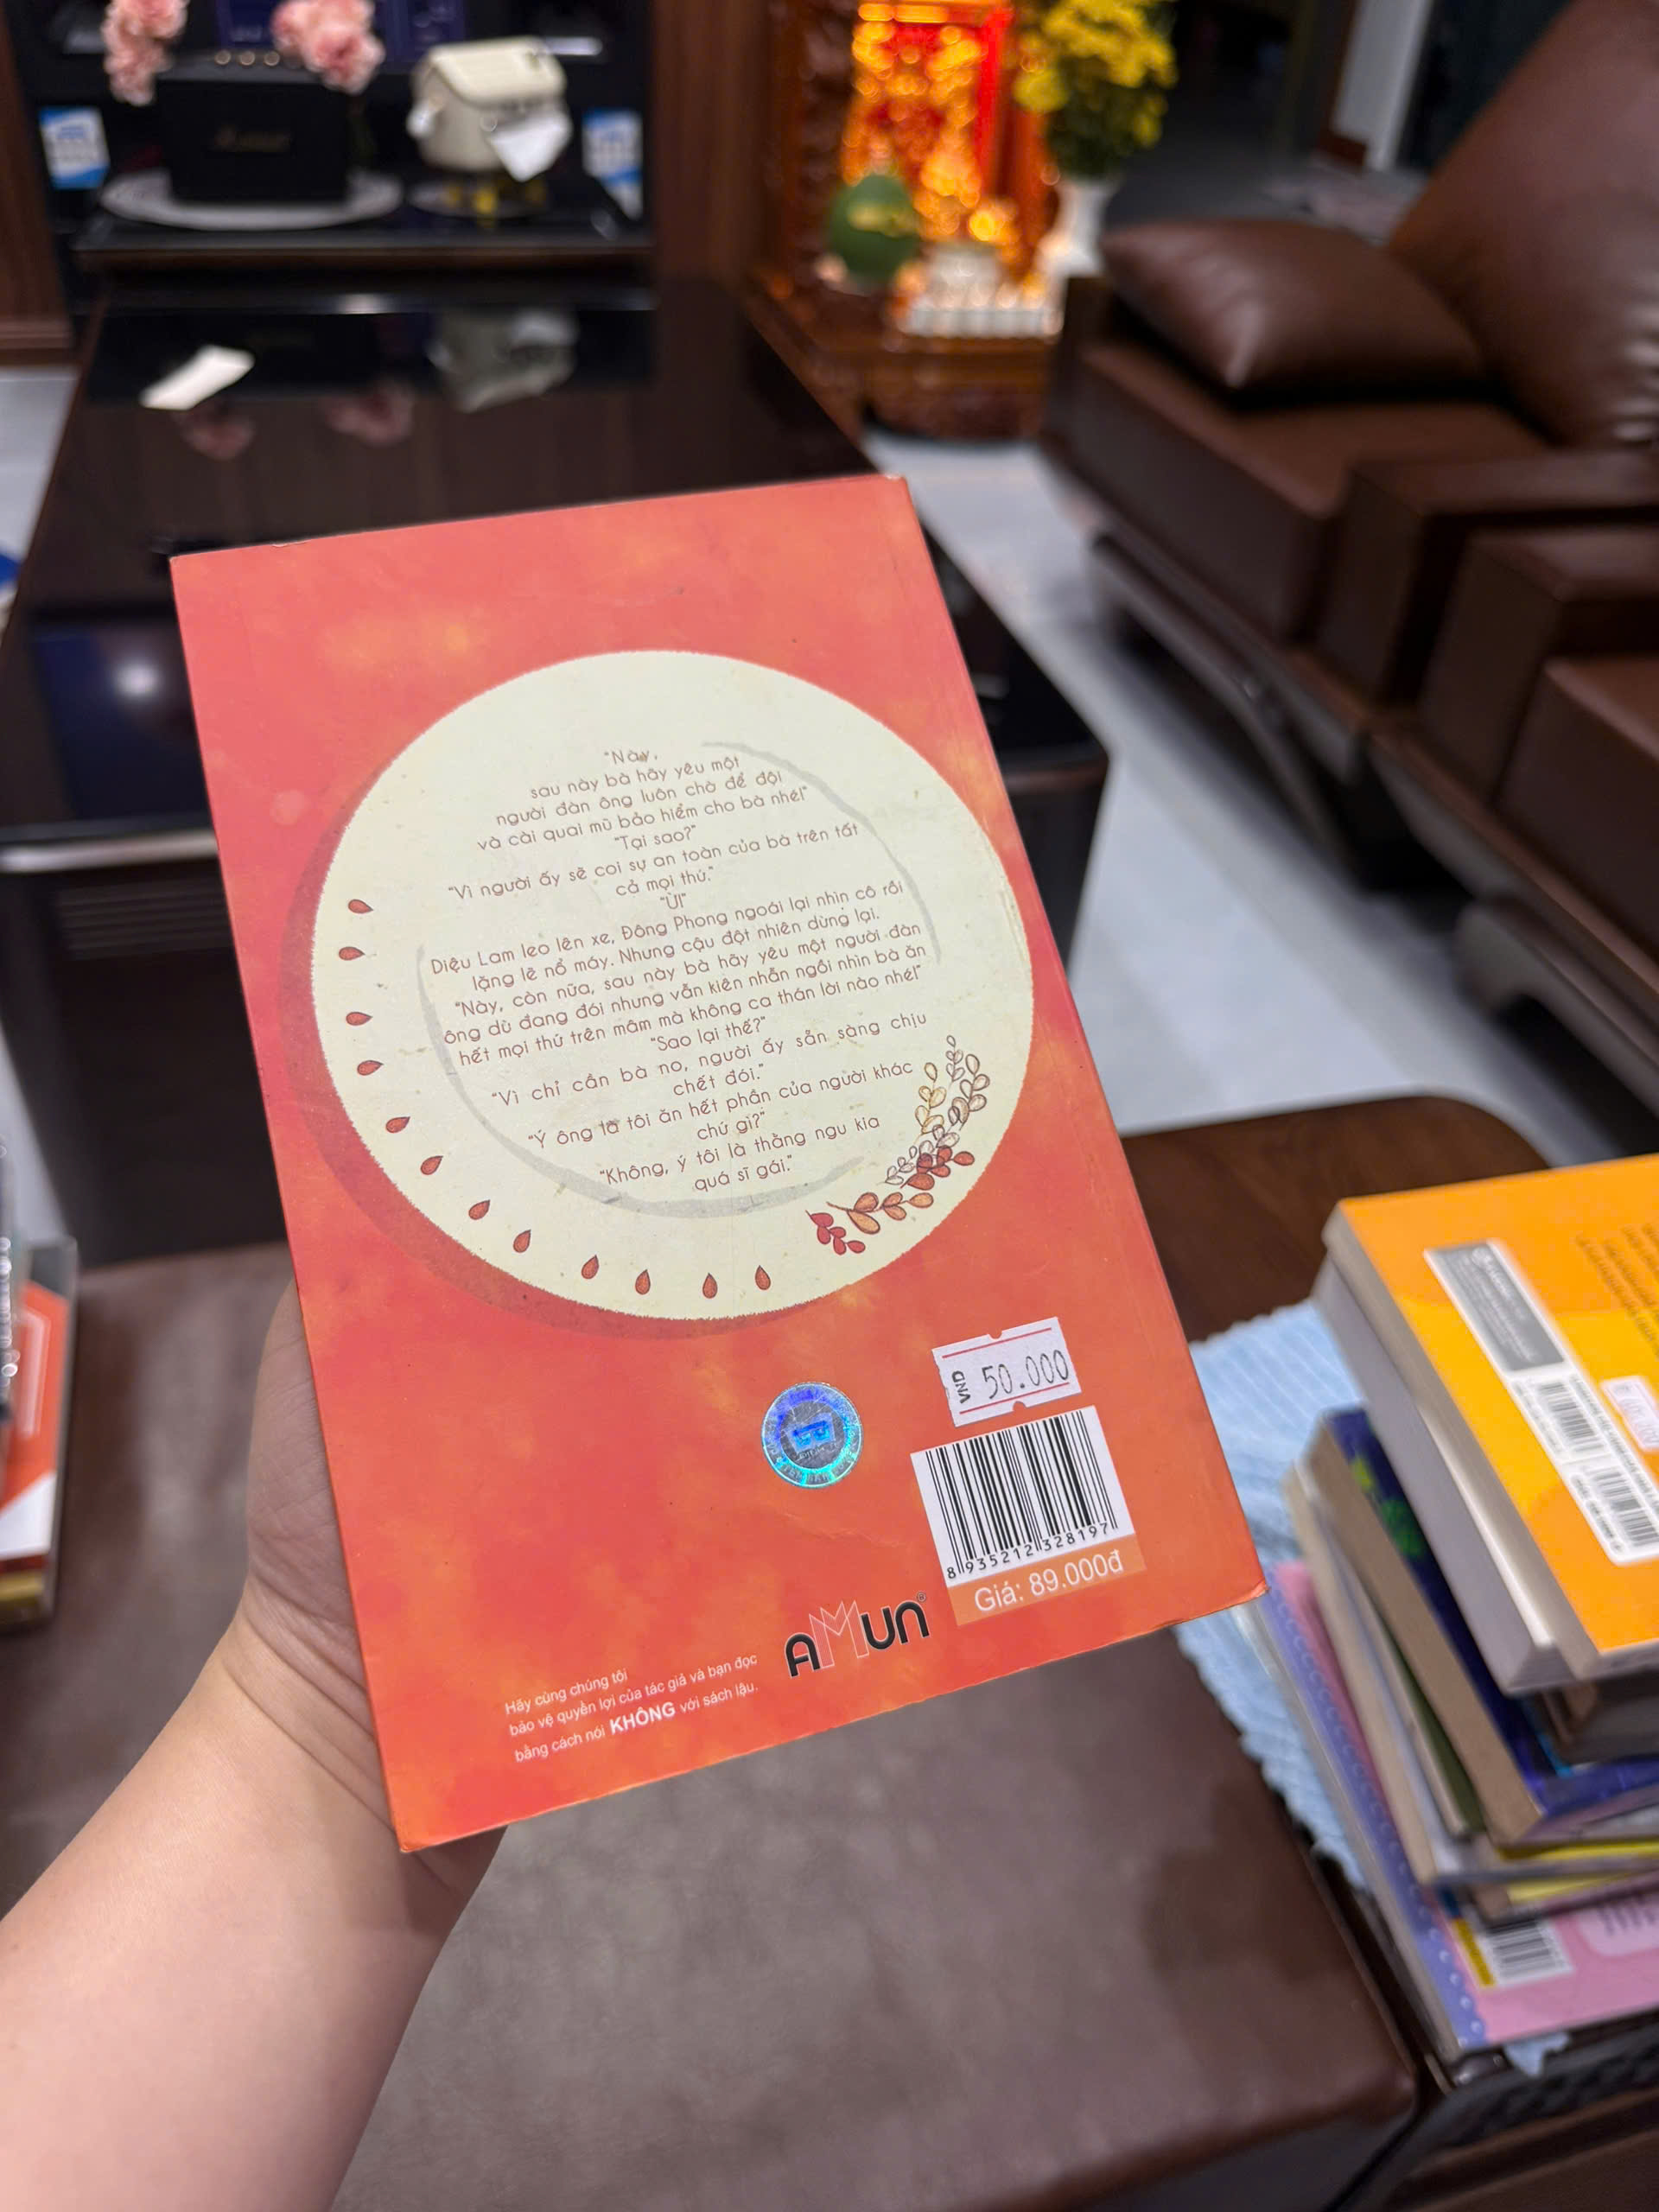 Marshall
"Này,
sau này bà hãy yêu một
người đàn ông luôn chờ để đội
và cài quai mũ bảo hiểm cho bà nhé!"
"Tại sao?"
"Vì người ấy sẽ coi sự an toàn của bà trên tất
cả mọi thứ."
"Ừ!"
Diệu Lam leo lên xe, Đông Phong ngoái lại nhìn cô rồi
lặng lẽ nổ máy. Nhưng cậu đột nhiên dừng lại.
"Này, còn nữa, sau này bà hãy yêu một người đàn
ông dù đang đói nhưng vẫn kiên nhẫn ngồi nhìn bà ăn
hết mọi thứ trên mâm mà không ca thán lời nào nhé!"
"Sao lại thế?"
"Vì chỉ cần bà no, người ấy sẵn sàng chịu
chết đói."
"Ý ông là tôi ăn hết phần của người khác
chứ gì?"
"Không, ý tôi là thằng ngu kia
quá sĩ gái."
VND 50.000
8 935212 328197
Giá: 89.000đ
AMUN
Hãy cùng chúng tôi
bảo vệ quyền lợi của tác giả và bạn đọc
bằng cách nói KHÔNG với sách lậu.